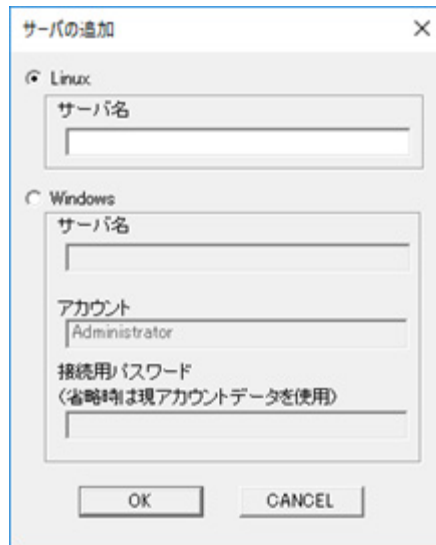 サーバの追加
Linux
サーバ名
Windows
サーバ名
アカウント
Administrator
接続用パスワード
(省略時は現アカウントデータを使用)
OK
CANCEL